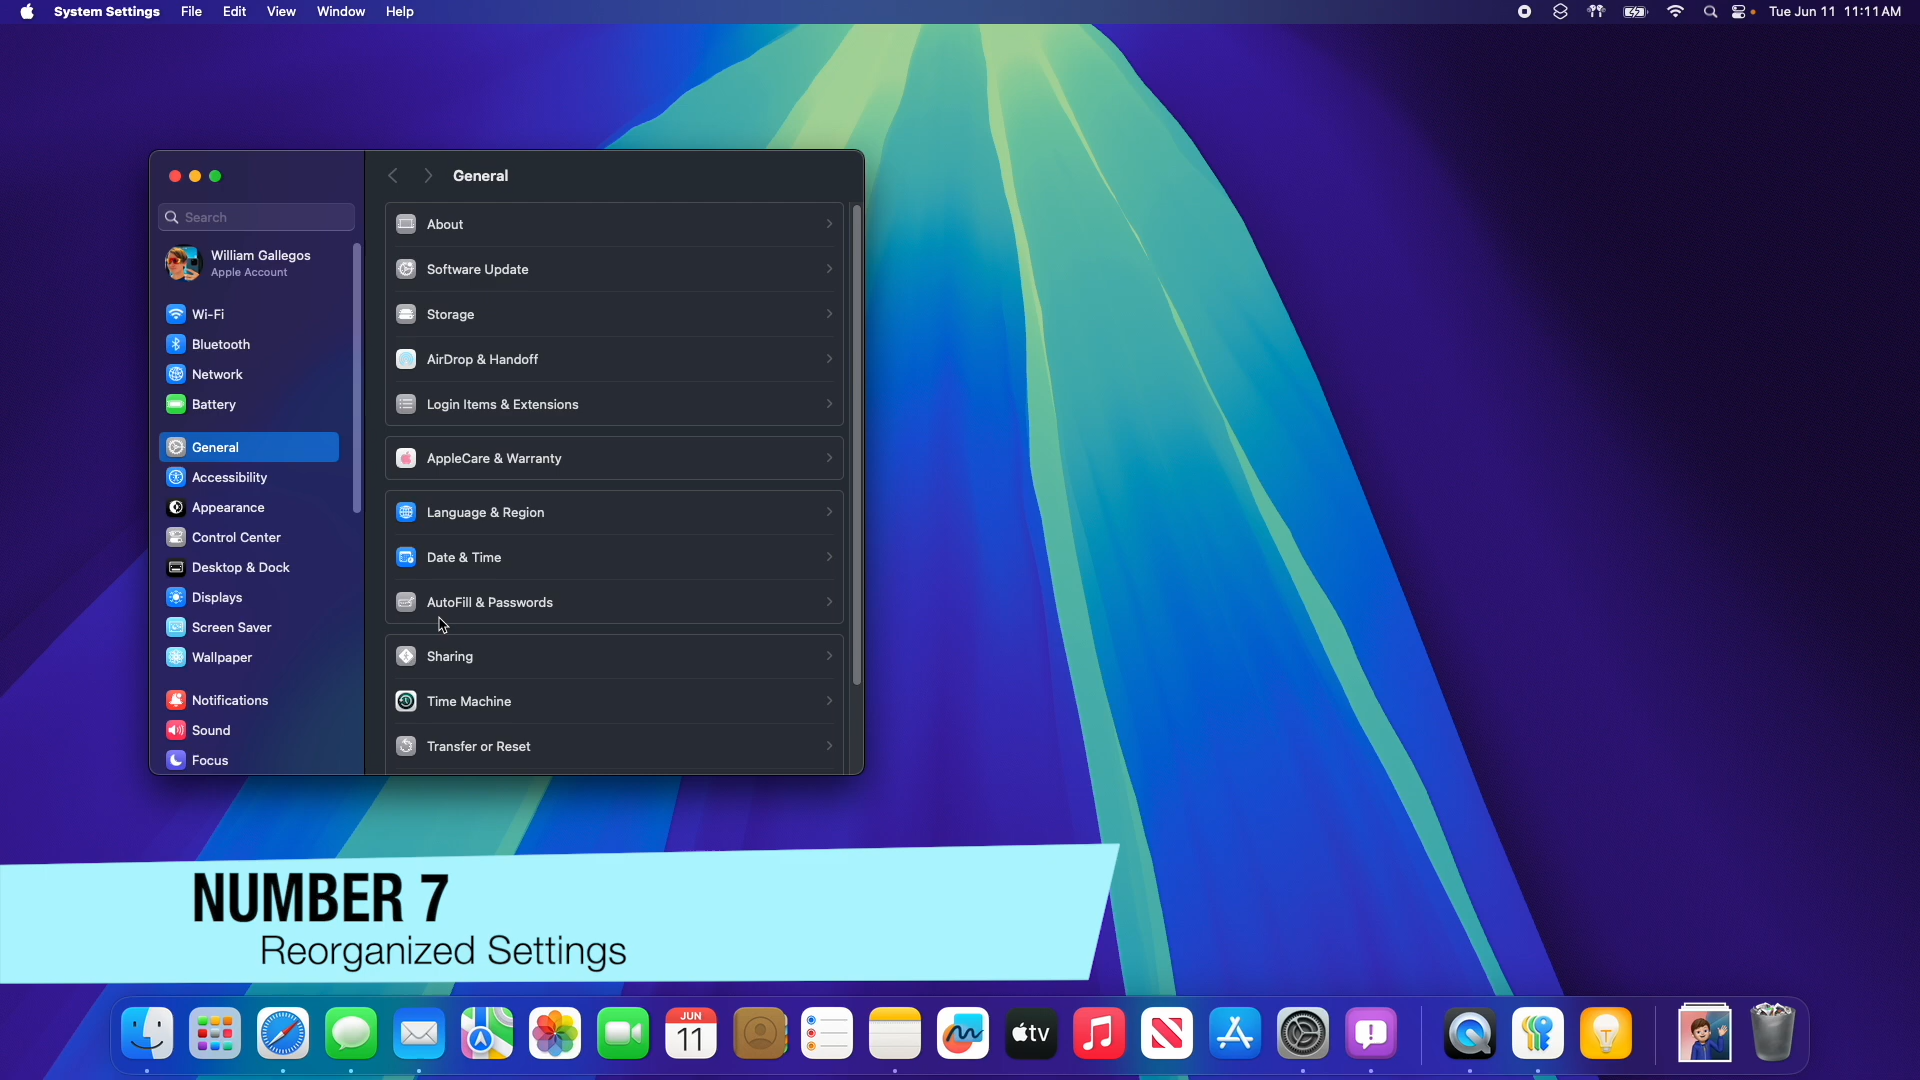 System Settings File Edit View Window Help Tue Jun 11 11:11 AM
General
Search
William Gallegos
Apple Account
Wi-Fi
Bluetooth
Network
Battery
General
Accessibility
Appearance
Control Center
Desktop & Dock
Displays
Screen Saver
Wallpaper
Notifications
Sound
Focus
About
Software Update
Storage
AirDrop & Handoff
Login Items & Extensions
AppleCare & Warranty
Language & Region
Date & Time
AutoFill & Passwords
Sharing
Time Machine
Transfer or Reset
NUMBER 7
Reorganized Settings
JUN
11
tv